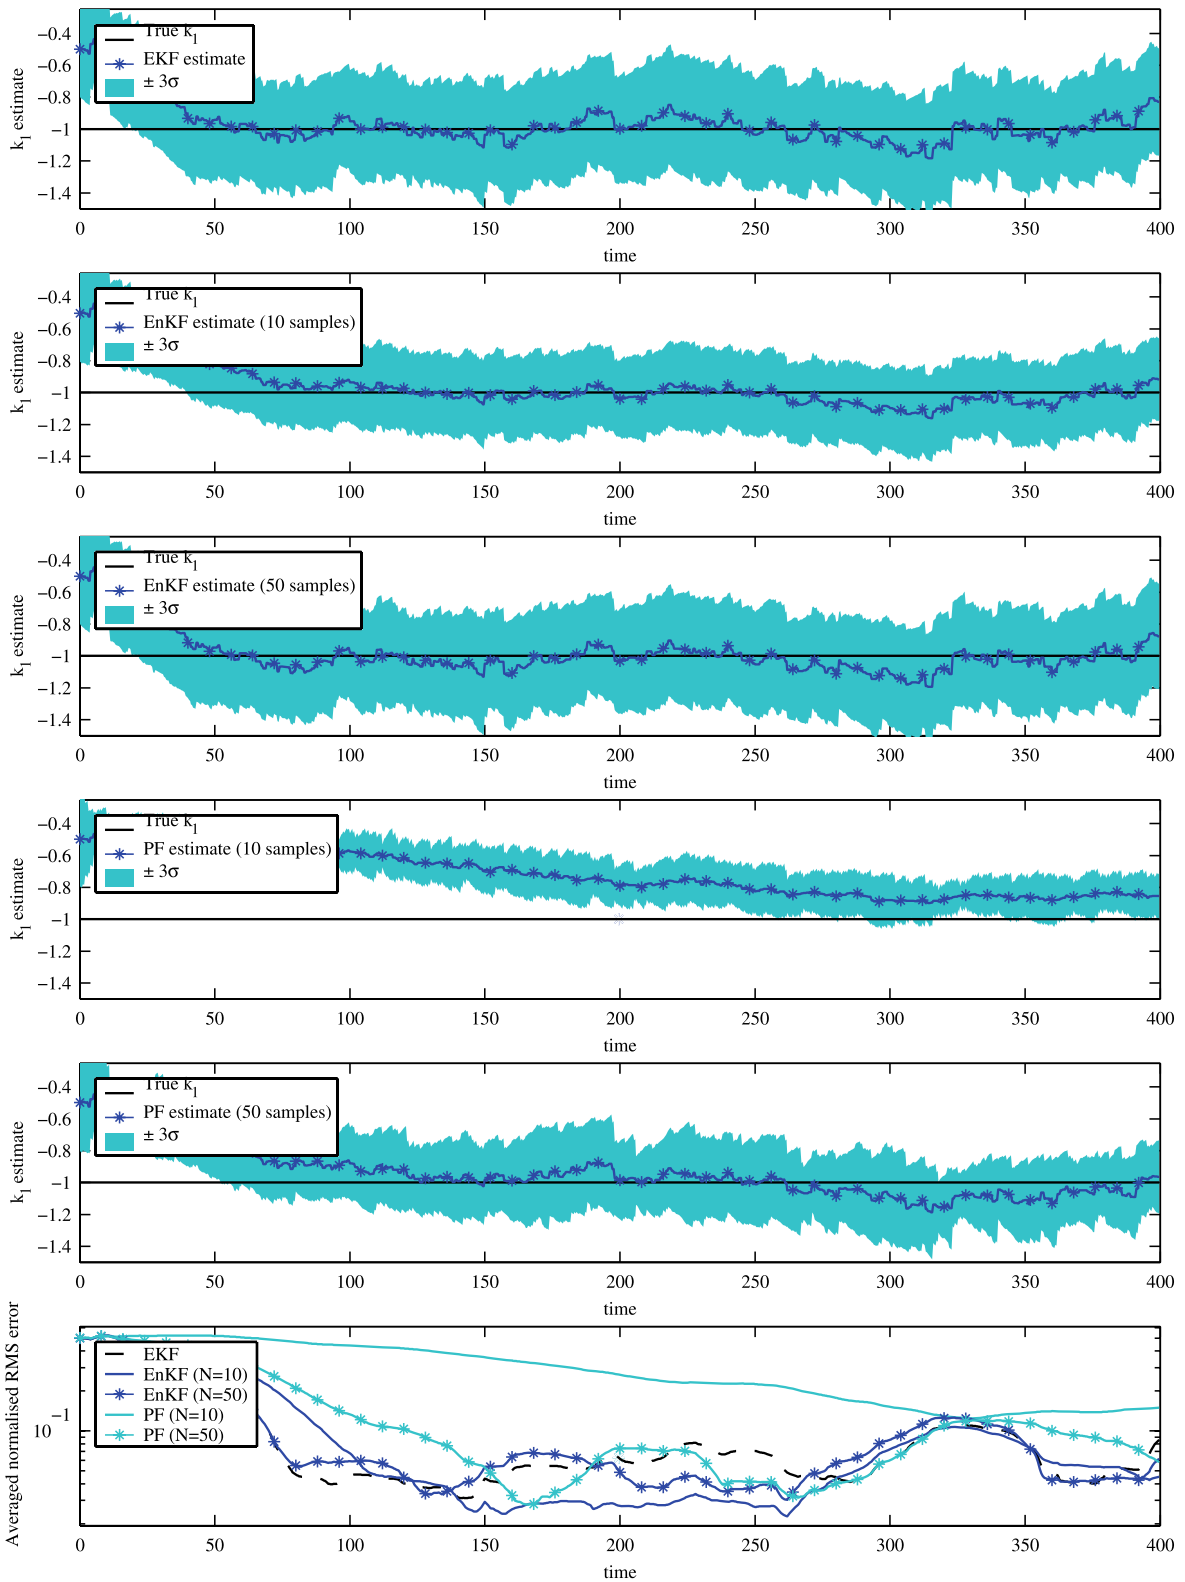 −0.4
−0.6
−0.8
−1
−1.2
−1.4
k1 estimate
True k1
EKF estimate
± 3σ
0 50 100 150 200 250 300 350 400
time
−0.4
−0.6
−0.8
−1
−1.2
−1.4
k1 estimate
True k1
EnKF estimate (10 samples)
± 3σ
0 50 100 150 200 250 300 350 400
time
−0.4
−0.6
−0.8
−1
−1.2
−1.4
k1 estimate
True k1
EnKF estimate (50 samples)
± 3σ
0 50 100 150 200 250 300 350 400
time
−0.4
−0.6
−0.8
−1
−1.2
−1.4
k1 estimate
True k1
PF estimate (10 samples)
± 3σ
0 50 100 150 200 250 300 350 400
time
−0.4
−0.6
−0.8
−1
−1.2
−1.4
k1 estimate
True k1
PF estimate (50 samples)
± 3σ
0 50 100 150 200 250 300 350 400
time
Averaged normalised RMS error
10−1
EKF
EnKF (N=10)
EnKF (N=50)
PF (N=10)
PF (N=50)
0 50 100 150 200 250 300 350 400
time